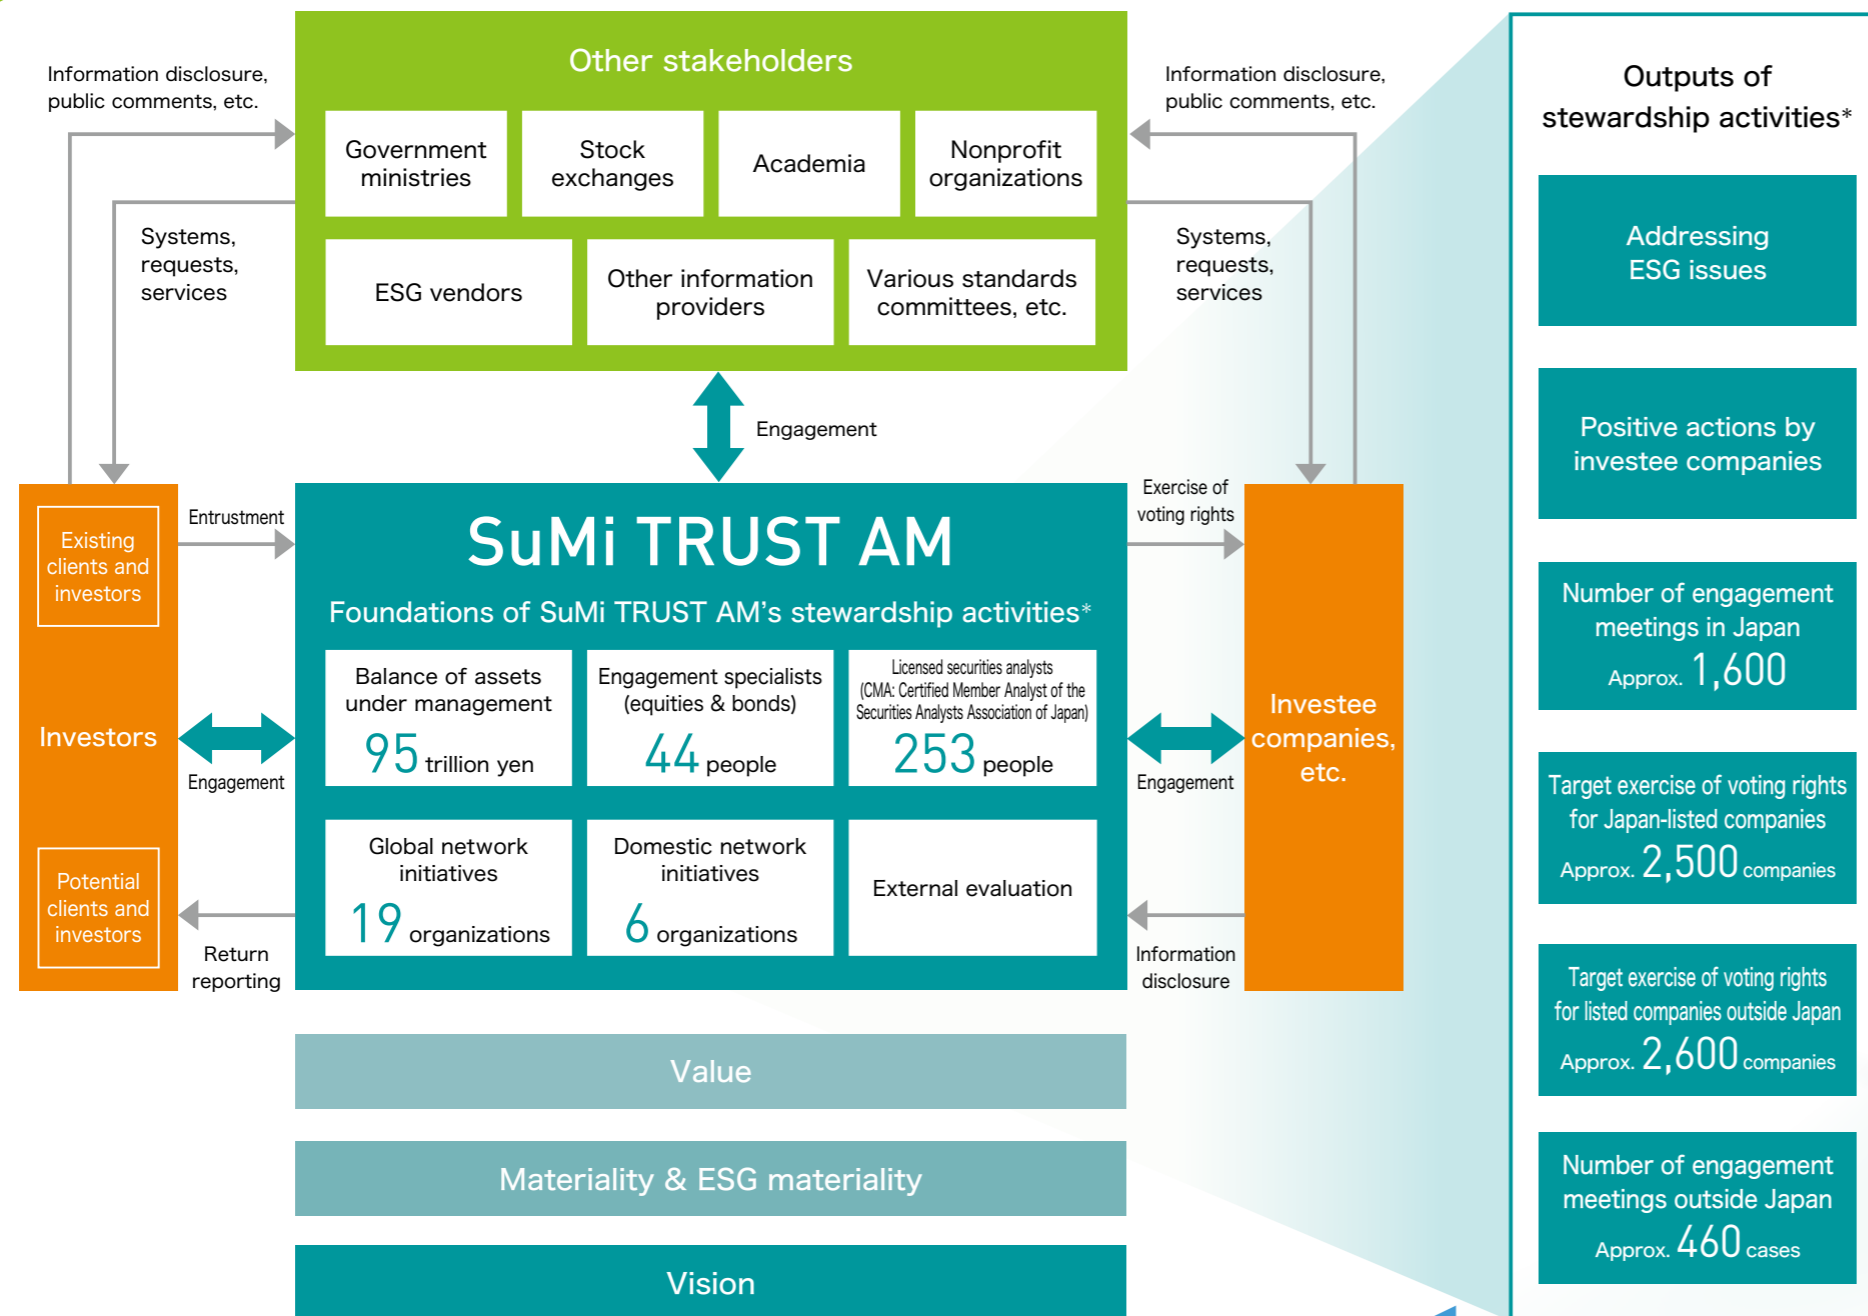 Other stakeholders
Information disclosure,
public comments, etc.
Information disclosure,
public comments, etc.
Government
ministries
Stock
exchanges
Academia
Nonprofit
organizations
Systems,
requests,
services
Systems,
requests,
services
ESG vendors
Other information
providers
Various standards
committees, etc.
Engagement
Existing
clients and
investors
Investors
Potential
clients and
investors
Entrustment
Engagement
Return
reporting
SuMi TRUST AM
Foundations of SuMi TRUST AM's stewardship activities*
Balance of assets
under management
95 trillion yen
Engagement specialists
(equities & bonds)
44 people
Licensed securities analysts
(CMA: Certified Member Analyst of the
Securities Analysts Association of Japan)
253 people
Global network
initiatives
19 organizations
Domestic network
initiatives
6 organizations
External evaluation
Exercise of
voting rights
Engagement
Information
disclosure
Investee
companies,
etc.
Value
Materiality & ESG materiality
Vision
Outputs of
stewardship activities*
Addressing
ESG issues
Positive actions by
investee companies
Number of engagement
meetings in Japan
Approx. 1,600
Target exercise of voting rights
for Japan-listed companies
Approx. 2,500 companies
Target exercise of voting rights
for listed companies outside Japan
Approx. 2,600 companies
Number of engagement
meetings outside Japan
Approx. 460 cases